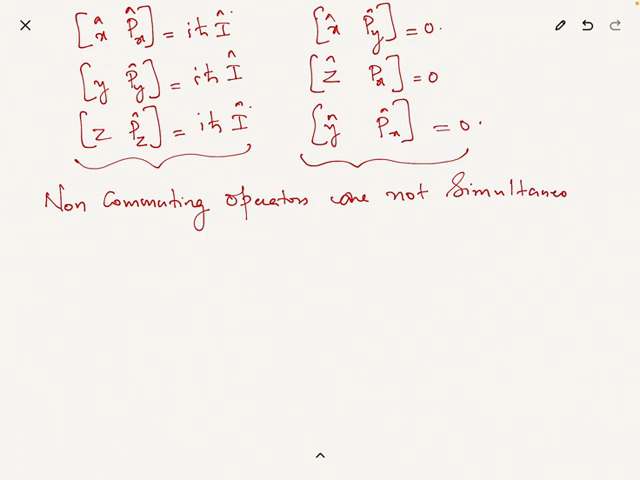 [x̂ P̂x] = iħ Î [x̂ P̂y] = 0.
[y P̂y] = iħ Î [ẑ Px] = 0
[z P̂z] = iħ Î [ŷ P̂x] = 0.
Non Commuting operators are not Simultaneo